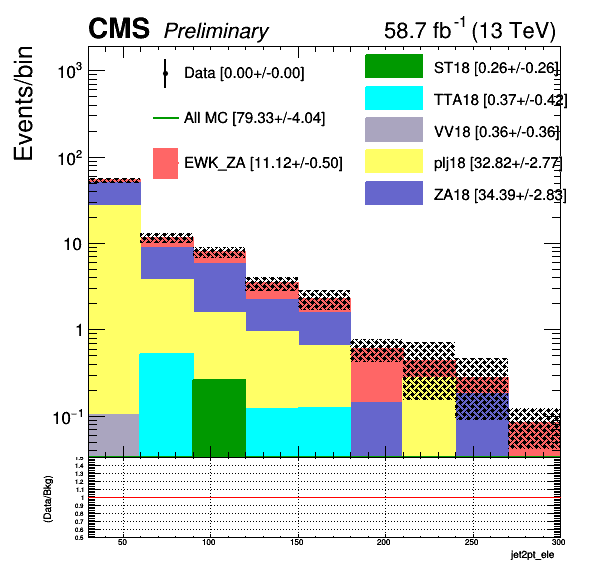 CMS Preliminary 58.7 fb⁻¹ (13 TeV)
Events/bin
10³
10²
10
1
10⁻¹
Data [0.00+/-0.00]
All MC [79.33+/-4.04]
EWK_ZA [11.12+/-0.50]
ST18 [0.26+/-0.26]
TTA18 [0.37+/-0.42]
VV18 [0.36+/-0.36]
plj18 [32.82+/-2.77]
ZA18 [34.39+/-2.83]
(Data/Bkg)
1.5
1.4
1.3
1.2
1.1
1
0.9
0.8
0.7
0.6
0.5
50 100 150 200 250 300
jet2pt_ele